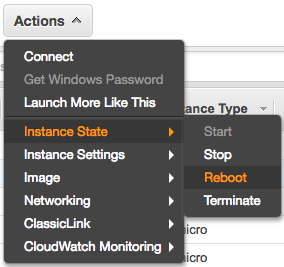 Actions
Connect
Get Windows Password
Launch More Like This
Instance State
Instance Settings
Image
Networking
ClassicLink
CloudWatch Monitoring
ance Type
Start
Stop
Reboot
Terminate
nicro
nicro